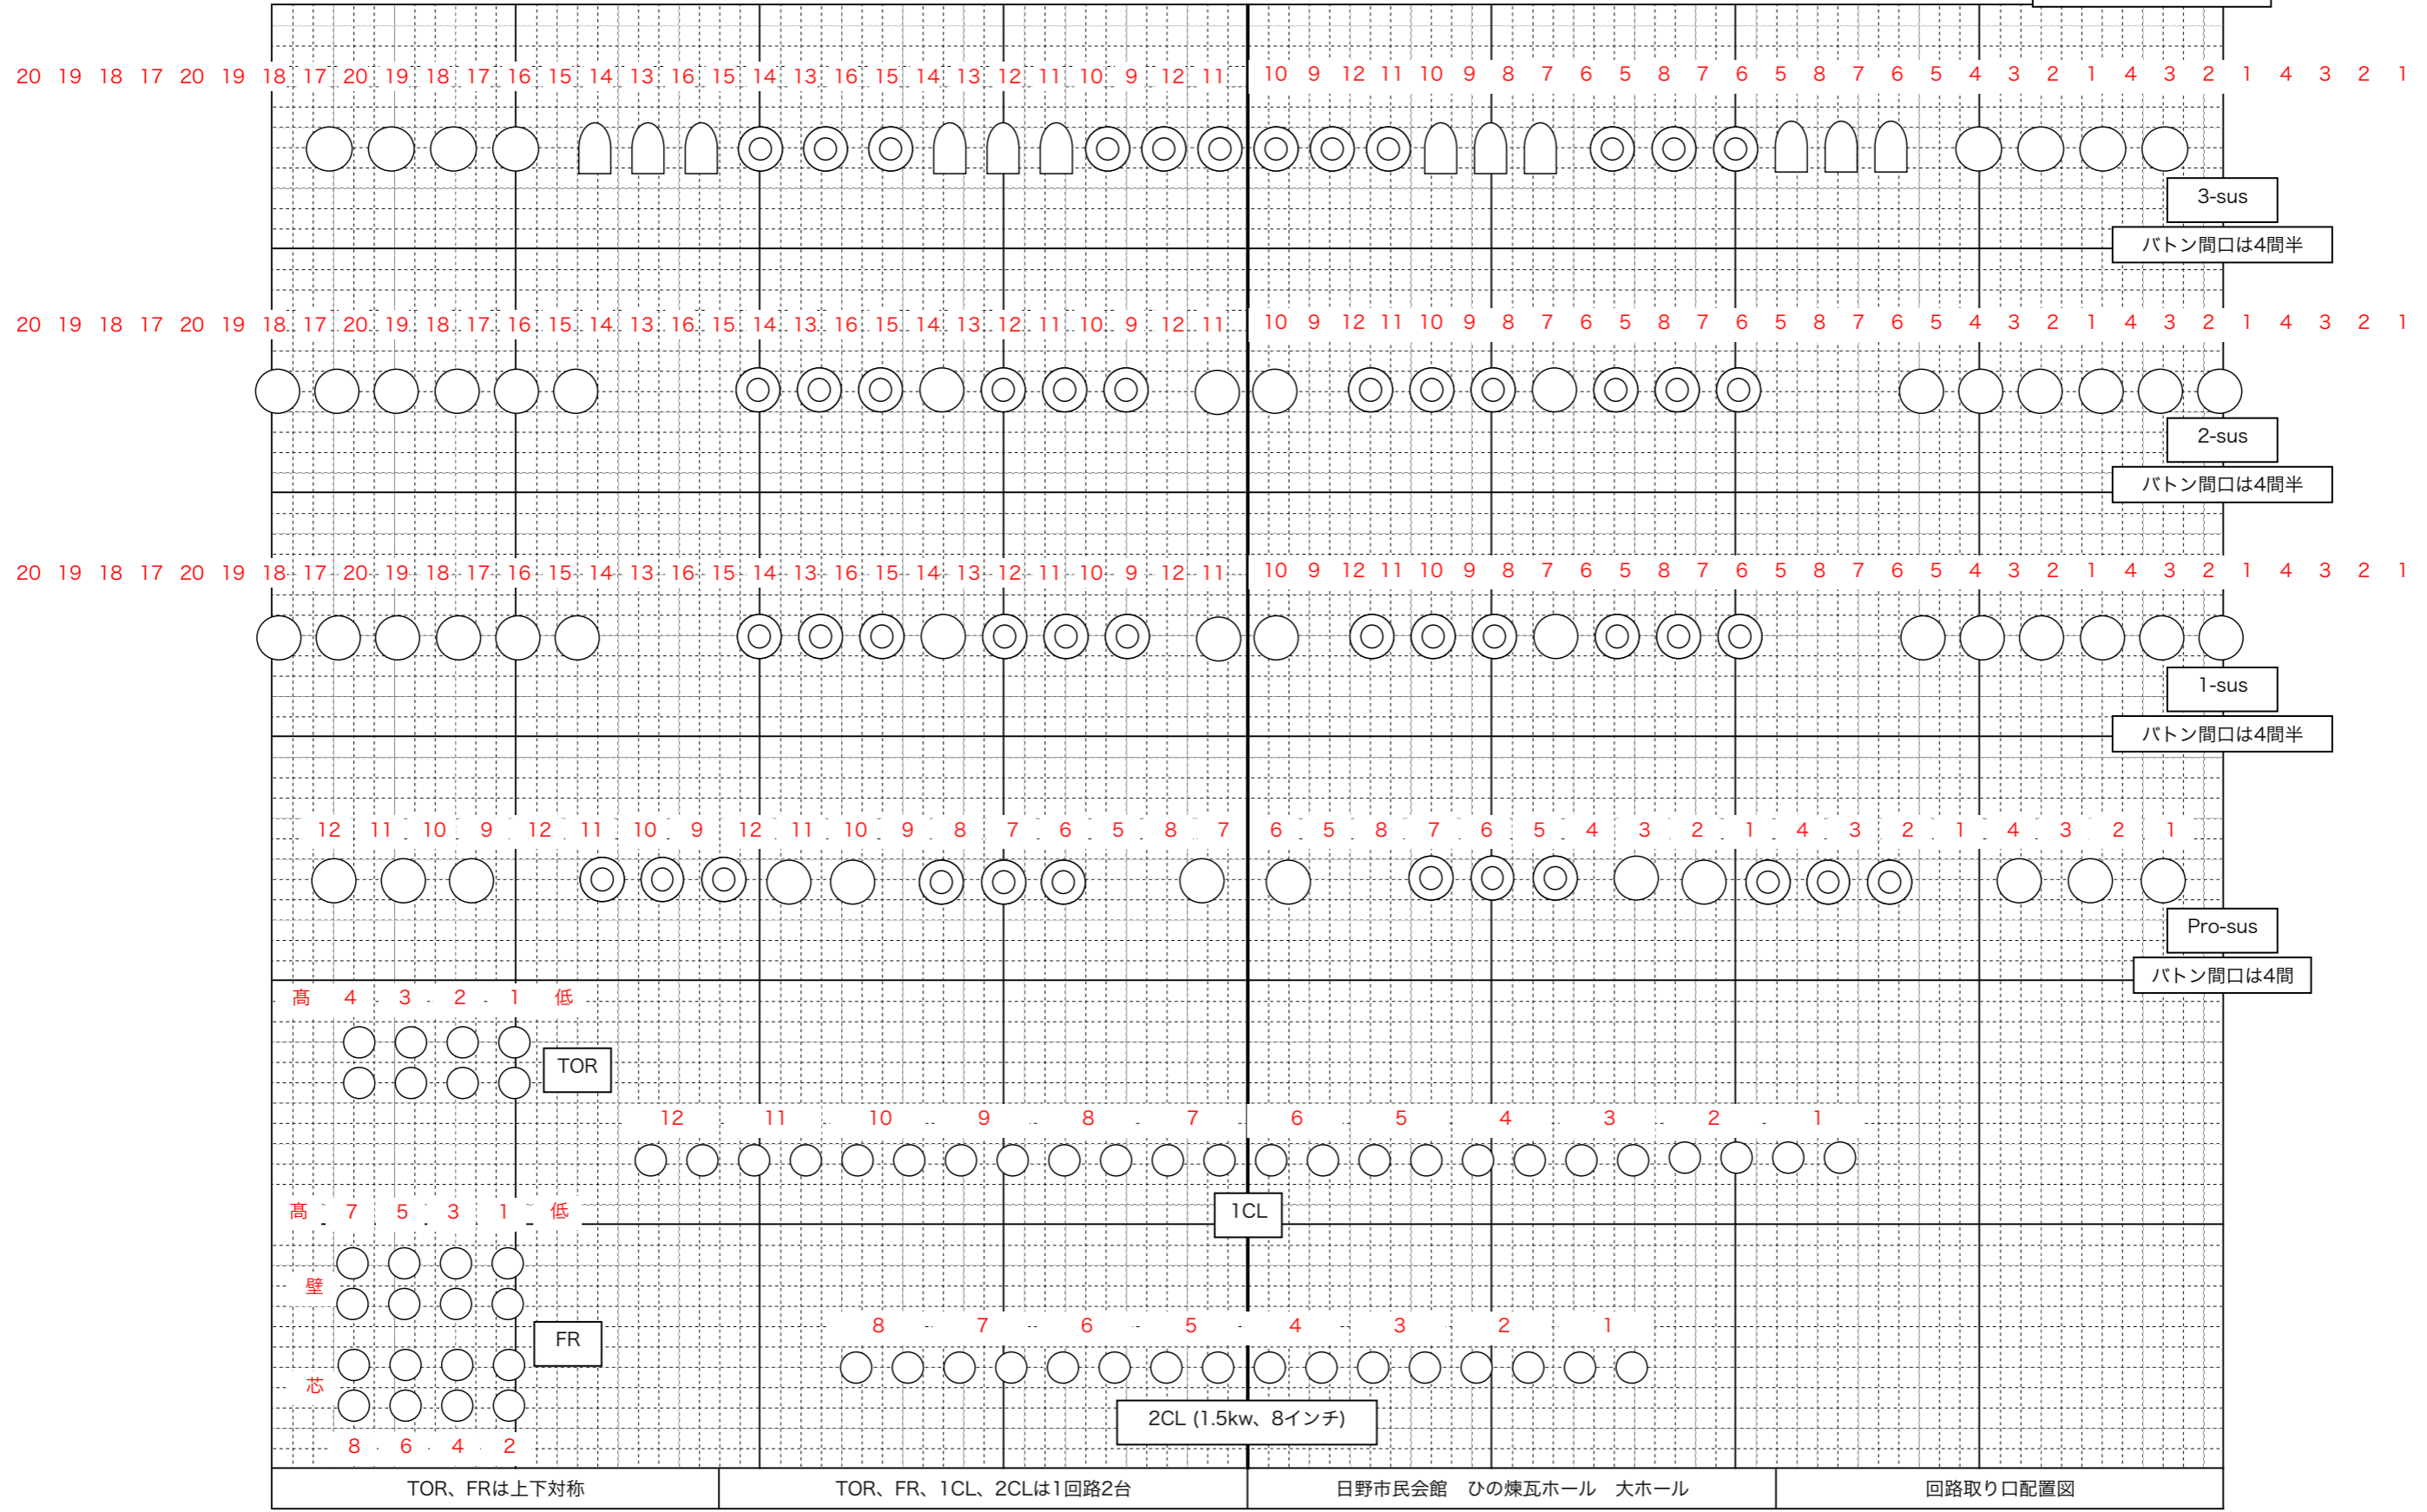 20 19 18 17 20 19 18 17 20 19 18 17 16 15 14 13 16 15 14 13 16 15 14 13 12 11 10 9 12 11 10 9 12 11 10 9 8 7 6 5 8 7 6 5 8 7 6 5 4 3 2 1 4 3 2 1 4 3 2 1
3-sus
バトン間口は4間半
20 19 18 17 20 19 18 17 20 19 18 17 16 15 14 13 16 15 14 13 16 15 14 13 12 11 10 9 12 11 10 9 12 11 10 9 8 7 6 5 8 7 6 5 8 7 6 5 4 3 2 1 4 3 2 1 4 3 2 1
2-sus
バトン間口は4間半
20 19 18 17 20 19 18 17 20 19 18 17 16 15 14 13 16 15 14 13 16 15 14 13 12 11 10 9 12 11 10 9 12 11 10 9 8 7 6 5 8 7 6 5 8 7 6 5 4 3 2 1 4 3 2 1 4 3 2 1
1-sus
バトン間口は4間半
12 11 10 9 12 11 10 9 12 11 10 9 8 7 6 5 8 7 6 5 8 7 6 5 4 3 2 1 4 3 2 1 4 3 2 1
Pro-sus
バトン間口は4間
髙 4 3 2 1 低
TOR
12 11 10 9 8 7 6 5 4 3 2 1
1CL
髙 7 5 3 1 低
壁
FR
芯
8 6 4 2
8 7 6 5 4 3 2 1
2CL (1.5kw、8インチ)
TOR、FRは上下対称
TOR、FR、1CL、2CLは1回路2台
日野市民会館　ひの煉瓦ホール　大ホール
回路取り口配置図